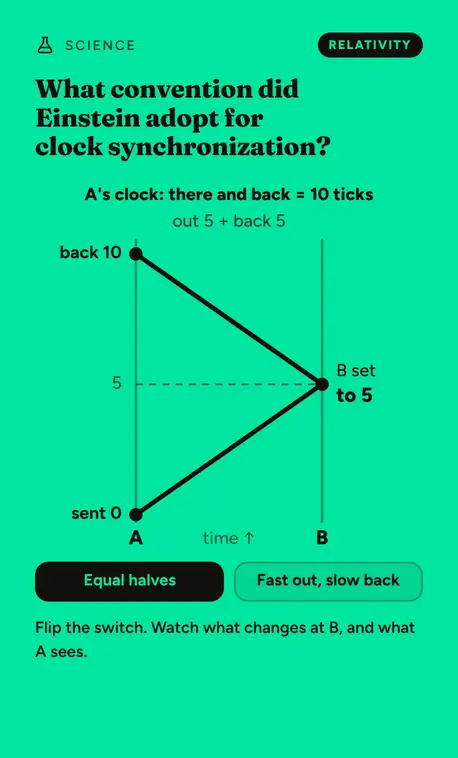 SCIENCE
RELATIVITY
What convention did
Einstein adopt for
clock synchronization?
A's clock: there and back = 10 ticks
out 5 + back 5
back 10
B set
5
to 5
sent 0
A
time ↑
B
Equal halves
Fast out, slow back
Flip the switch. Watch what changes at B, and what
A sees.